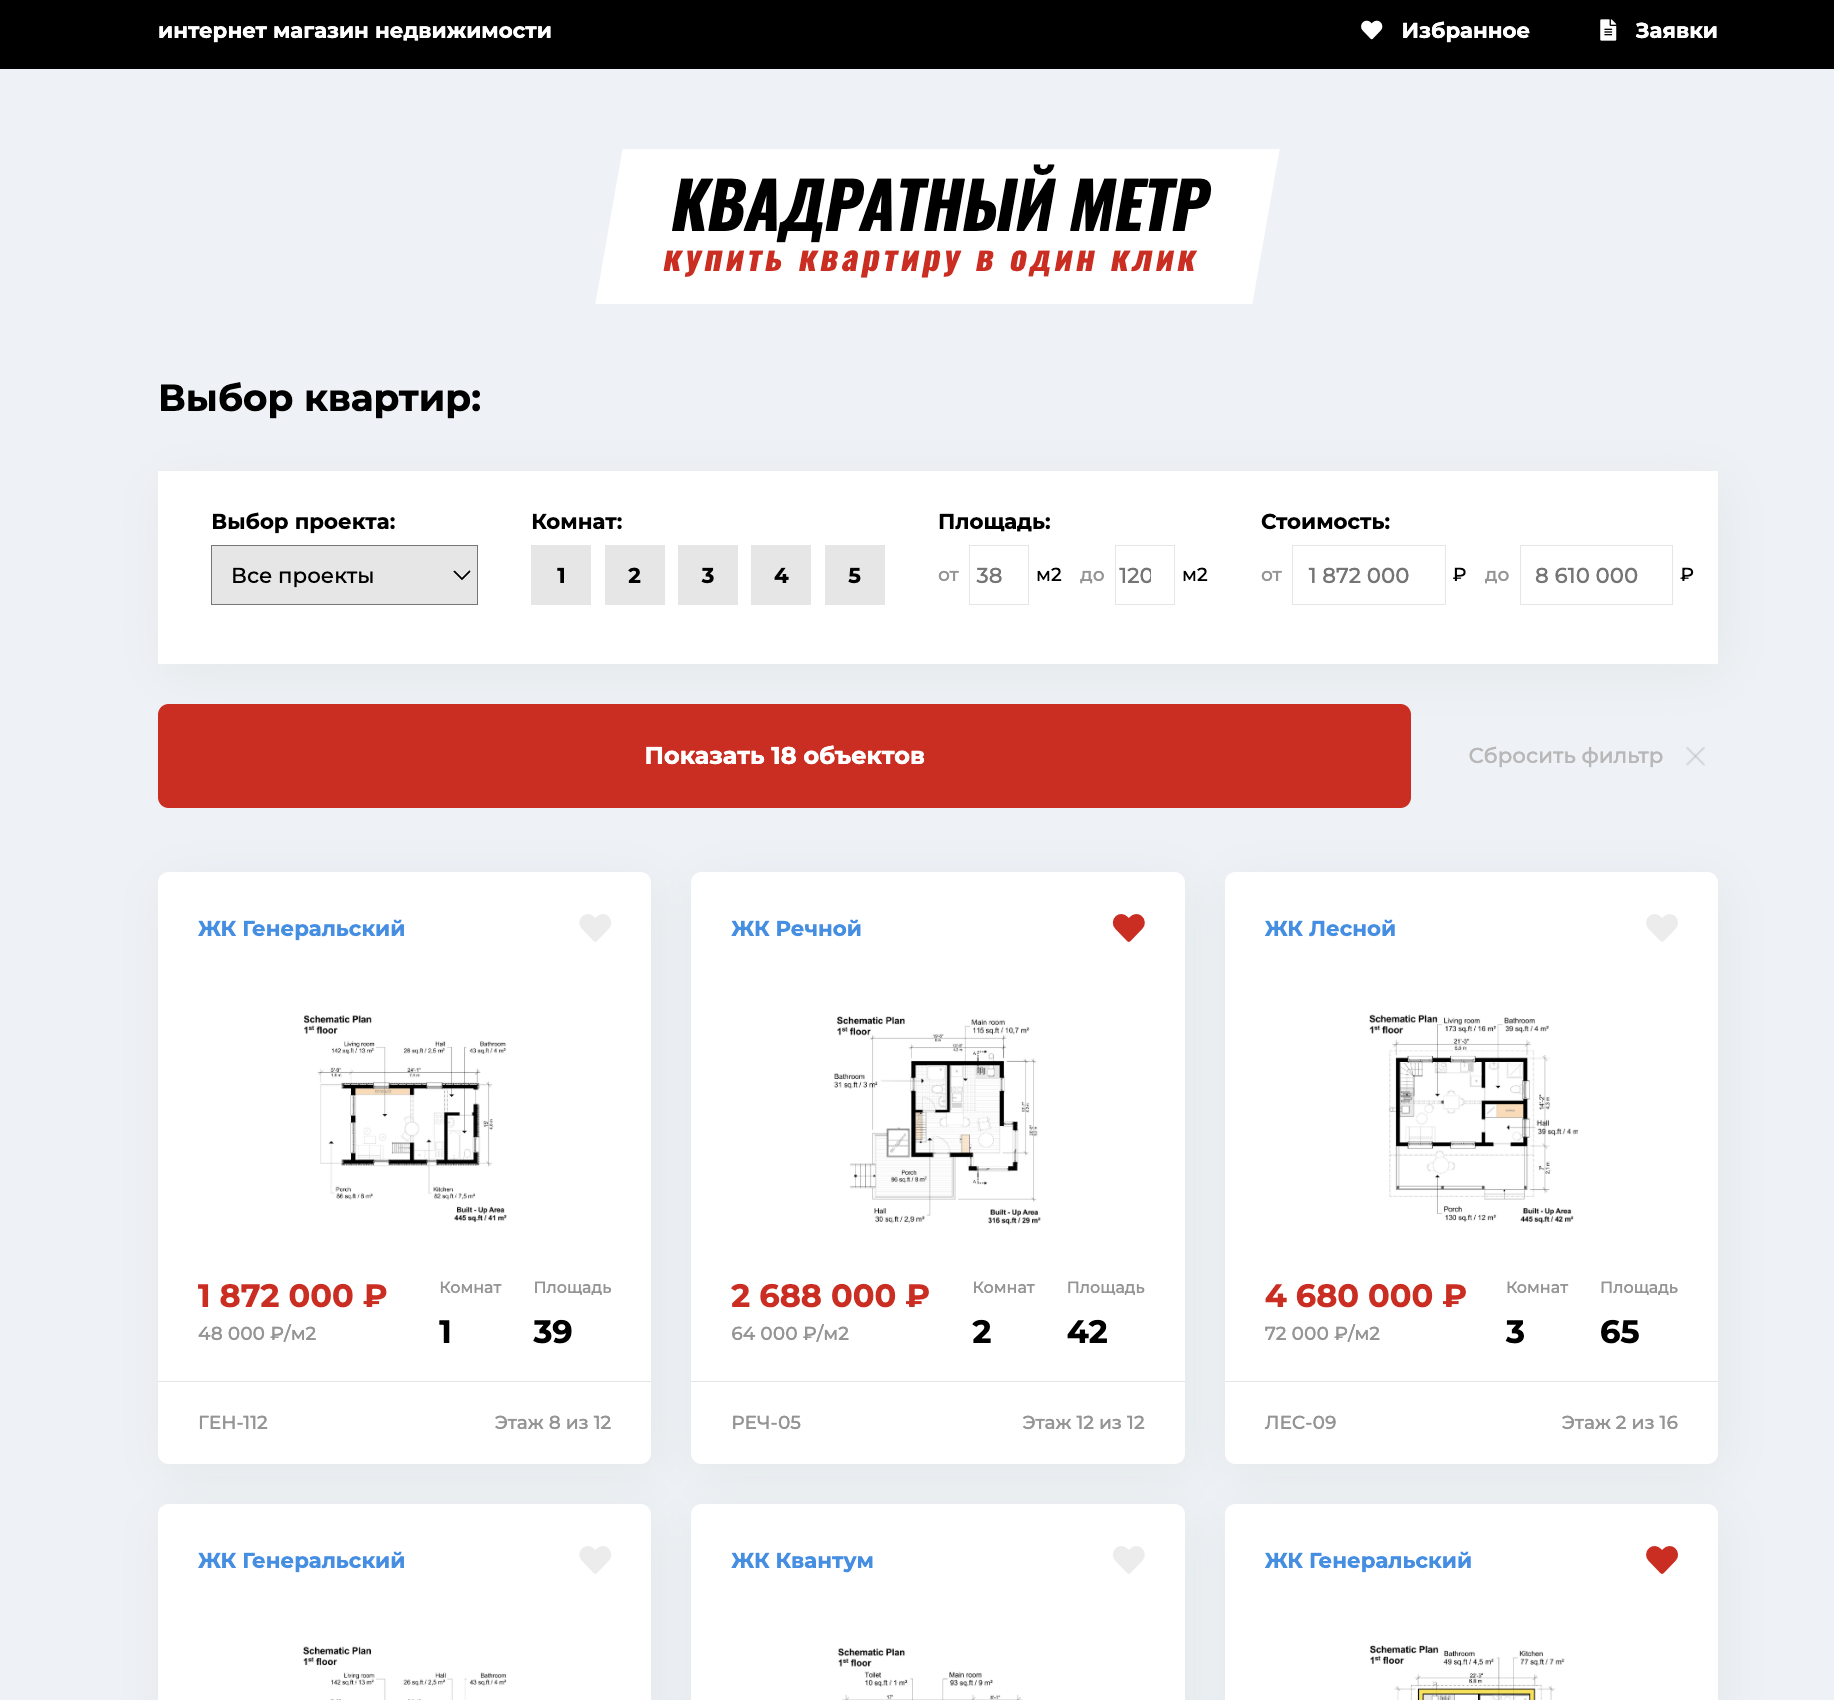 интернет магазин недвижимости
Избранное
Заявки
КВАДРАТНЫЙ МЕТР
купить квартиру в один клик
Выбор квартир:
Выбор проекта:
Комнат:
Площадь:
Стоимость:
Все проекты
1 2 3 4 5
от 38 м2 до 120 м2
от 1 872 000 ₽ до 8 610 000 ₽
Показать 18 объектов
Сбросить фильтр
ЖК Генеральский
Schematic Plan
1st floor
Living room
142 sq.ft / 13 m²
Hall
26 sq.ft / 2,5 m²
Bathroom
43 sq.ft / 4 m²
24'-1"
Porch
Kitchen
82 sq.ft / 7,5 m²
Built - Up Area
445 sq.ft / 41 m²
1 872 000 ₽
48 000 ₽/м2
Комнат
1
Площадь
39
ГЕН-112
Этаж 8 из 12
ЖК Речной
Schematic Plan
1st floor
Main room
115 sq.ft / 10,7 m²
Bathroom
31 sq.ft / 3 m²
Porch
86 sq.ft / 8 m²
Hall
30 sq.ft / 2,9 m²
Built - Up Area
316 sq.ft / 29 m²
2 688 000 ₽
64 000 ₽/м2
Комнат
2
Площадь
42
РЕЧ-05
Этаж 12 из 12
ЖК Лесной
Schematic Plan
1st floor
Living room
173 sq.ft / 16 m²
Bathroom
39 sq.ft / 4 m²
21'-3"
Hall
39 sq.ft / 4 m
Porch
130 sq.ft / 12 m²
Built - Up Area
445 sq.ft / 42 m²
4 680 000 ₽
72 000 ₽/м2
Комнат
3
Площадь
65
ЛЕС-09
Этаж 2 из 16
ЖК Генеральский
Schematic Plan
1st floor
Living room
142 sq.ft / 13 m²
Hall
26 sq.ft / 2,5 m²
Bathroom
43 sq.ft / 4 m²
ЖК Квантум
Schematic Plan
1st floor
Toilet
10 sq.ft / 1 m²
Main room
93 sq.ft / 9 m²
ЖК Генеральский
Schematic Plan
1st floor
Bathroom
49 sq.ft / 4,5 m²
Kitchen
77 sq.ft / 7 m²